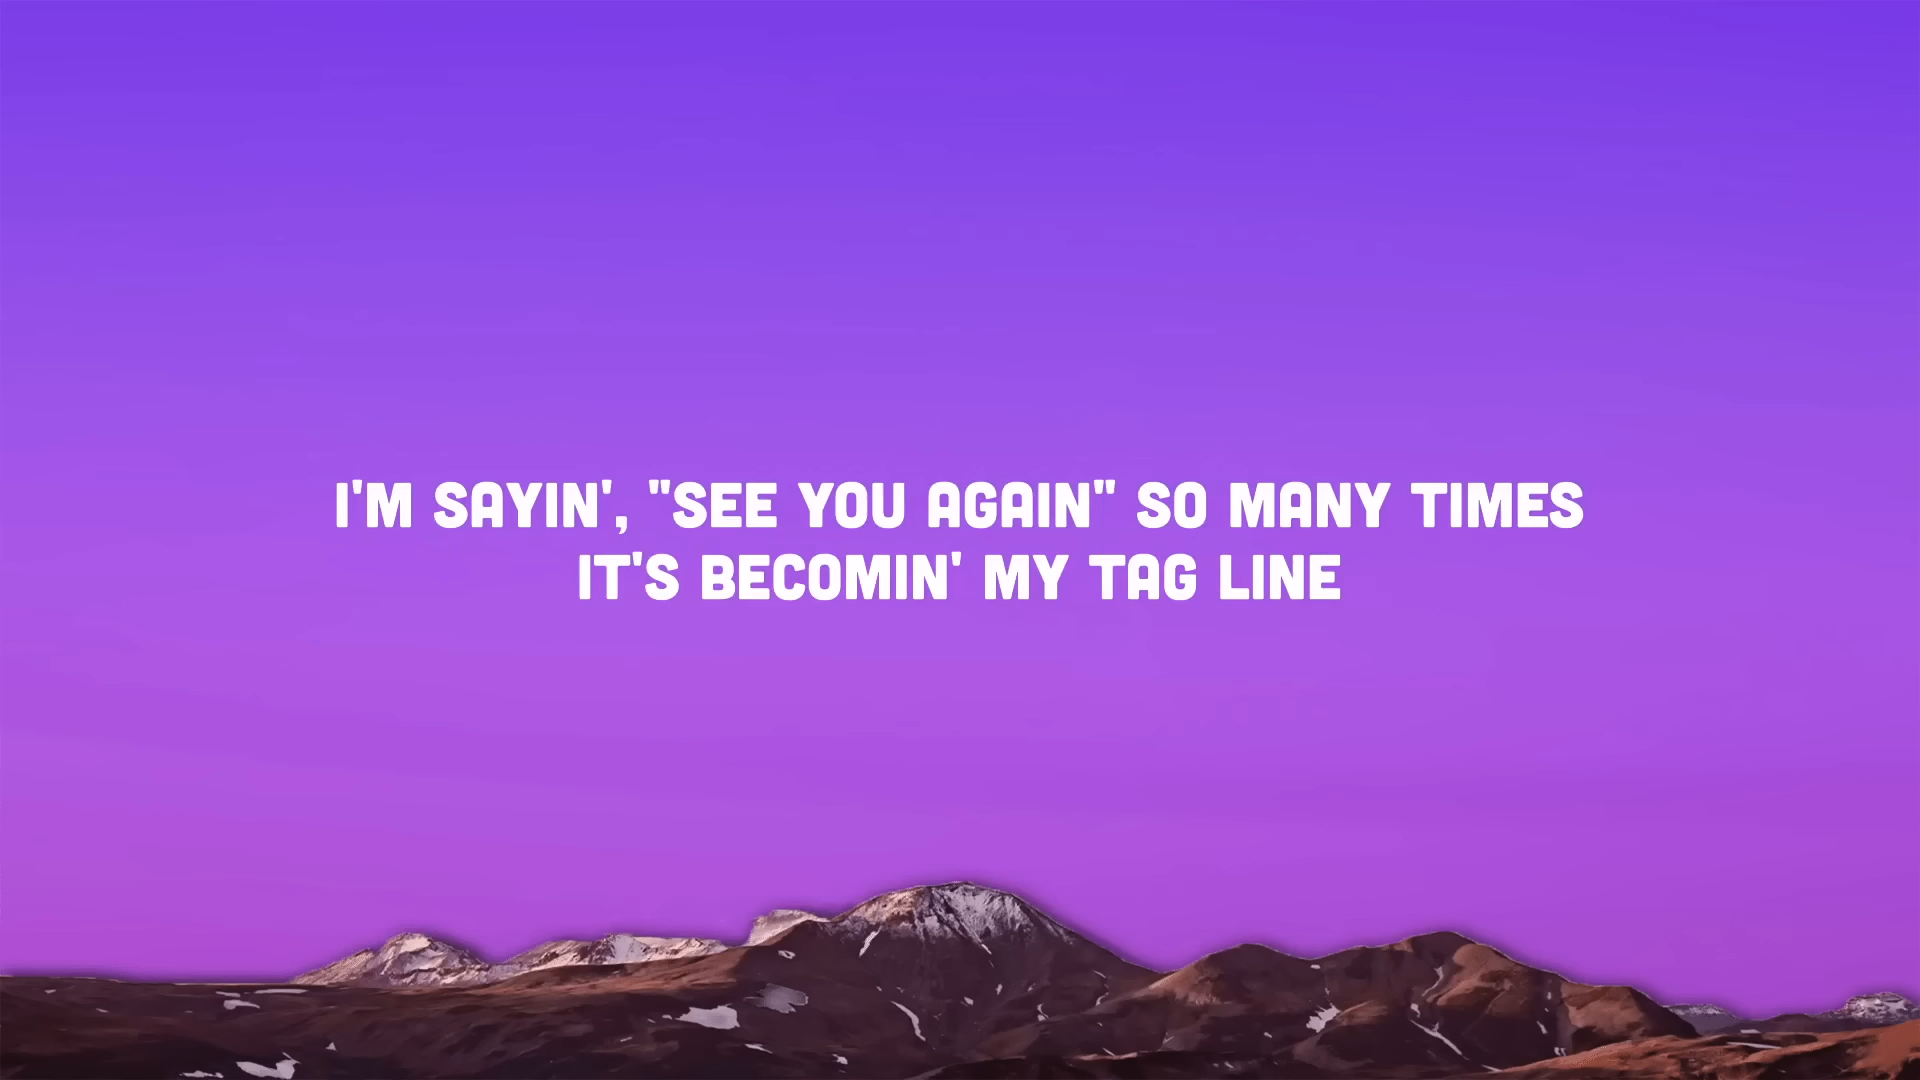 I'M SAYIN', "SEE YOU AGAIN" SO MANY TIMES
IT'S BECOMIN' MY TAG LINE